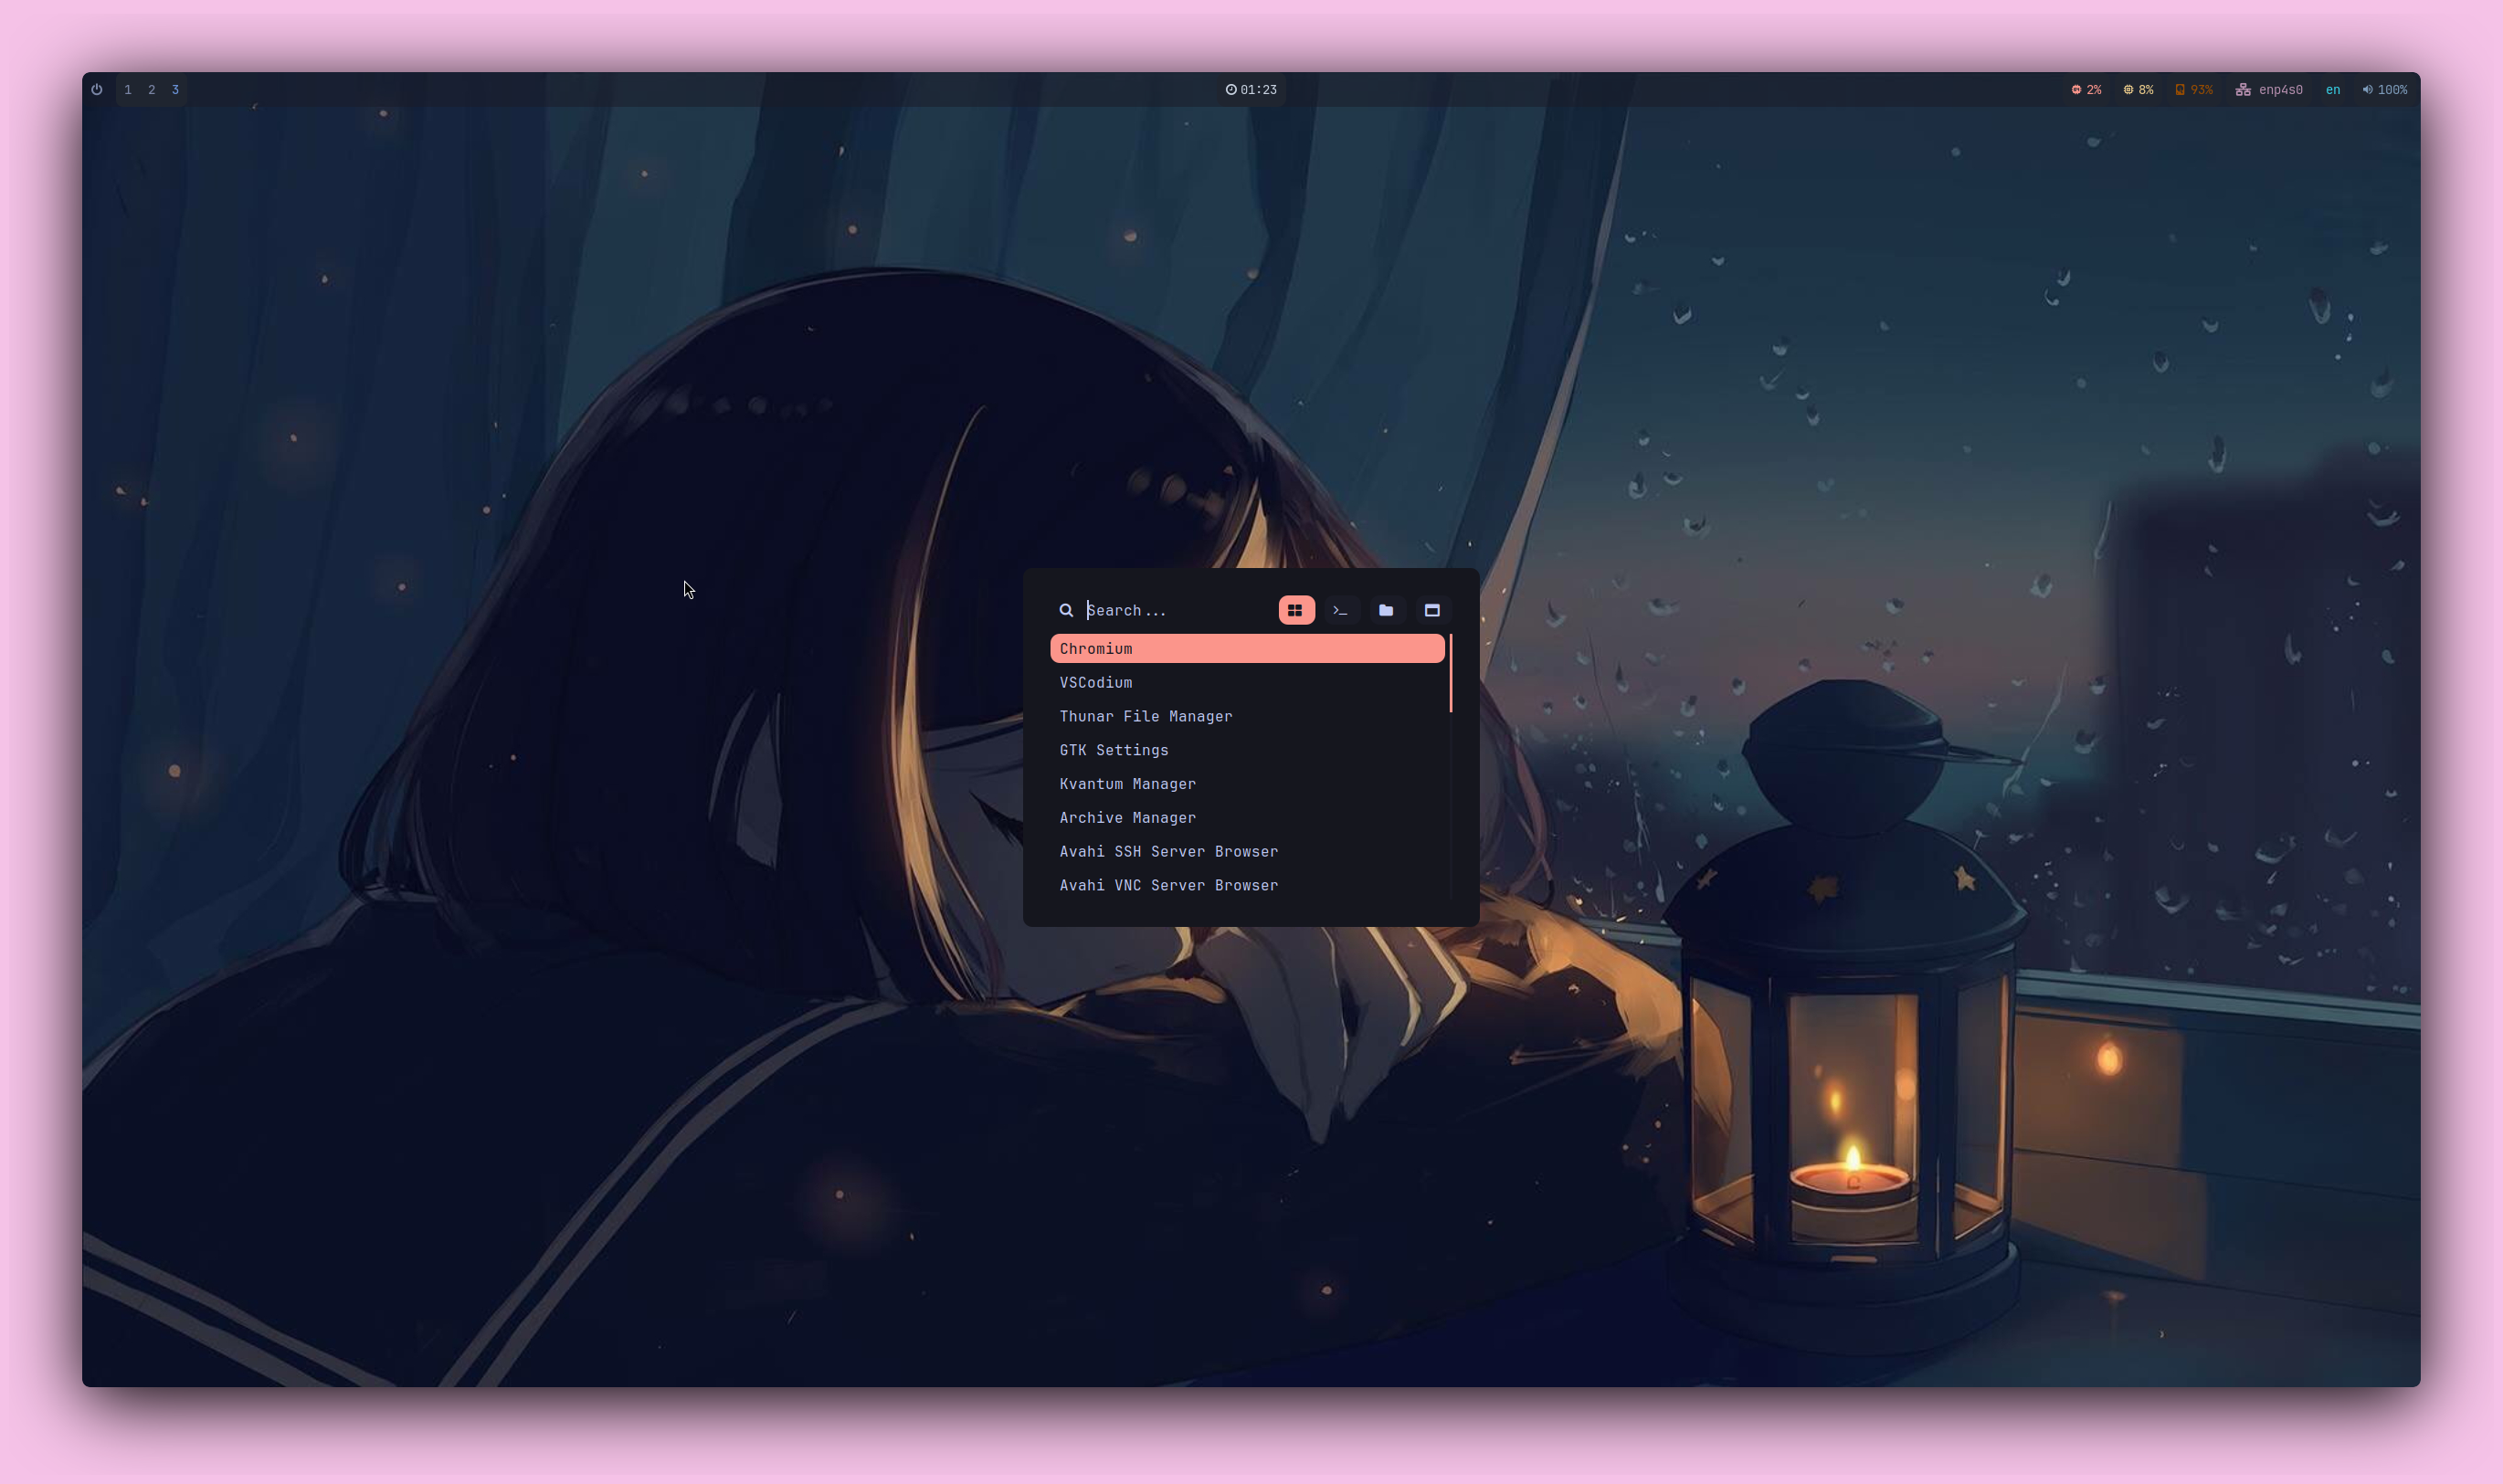 1 2 3
01:23
2% 8% 93% enp4s0 en 100%
Search...
Chromium
VSCodium
Thunar File Manager
GTK Settings
Kvantum Manager
Archive Manager
Avahi SSH Server Browser
Avahi VNC Server Browser